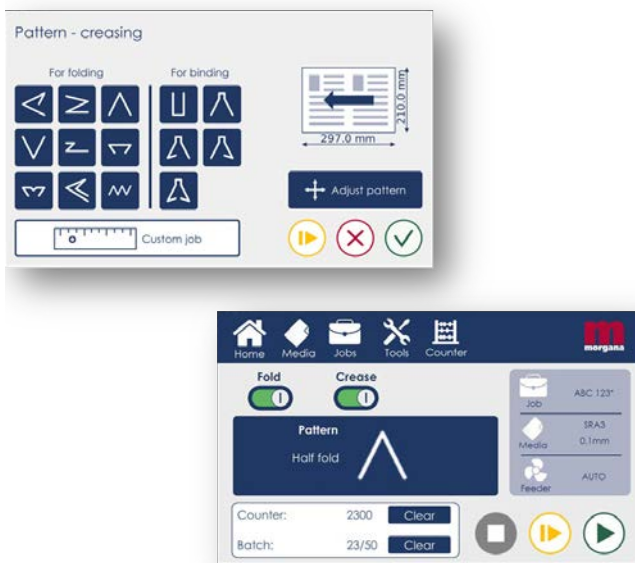 Pattern - creasing
For folding
For binding
210.0 mm
297.0 mm
Adjust pattern
Custom job
Home Media Jobs Tools Counter
morgana
Fold Crease
Job ABC 123*
Pattern
Half fold
Media SRA3
0.1mm
Feeder AUTO
Counter: 2300 Clear
Batch: 23/50 Clear